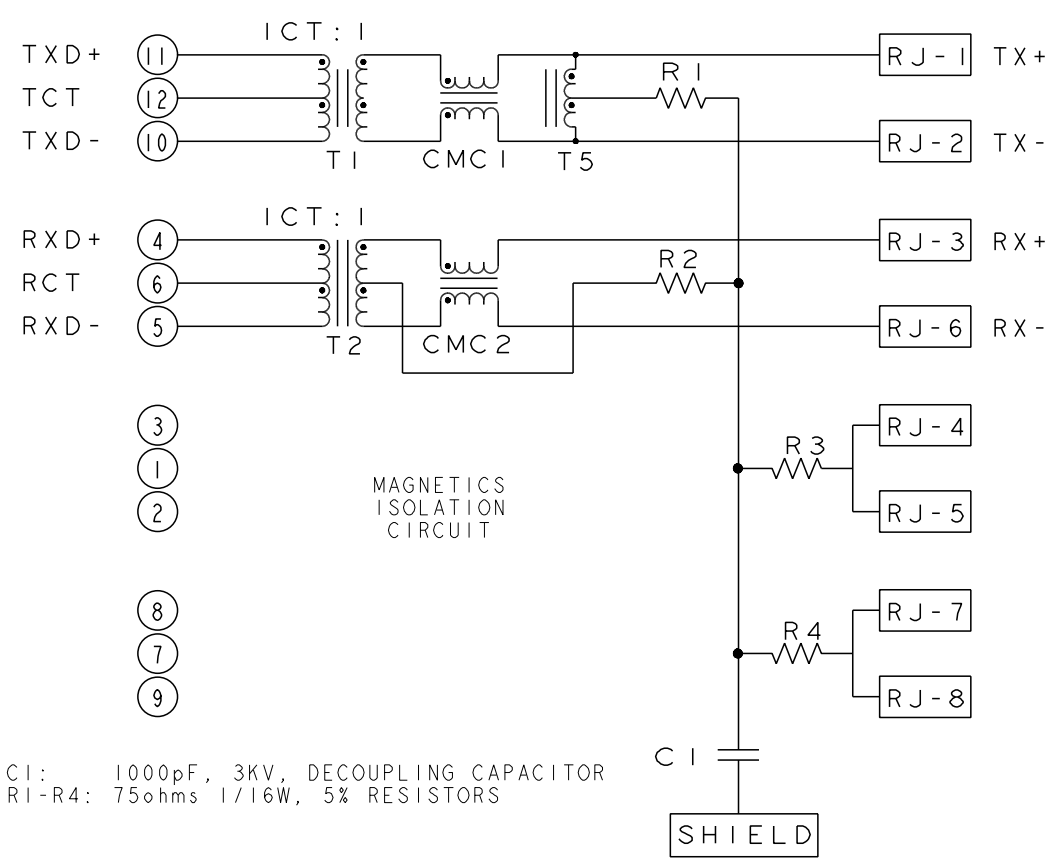 1CT:1
TXD+ 11 RJ-1 TX+
R1
TCT 12
TXD- 10 RJ-2 TX-
T1 CMC1 T5
1CT:1
RXD+ 4 RJ-3 RX+
R2
RCT 6
RXD- 5 RJ-6 RX-
T2 CMC2
3 RJ-4
R3
1
MAGNETICS
ISOLATION
CIRCUIT
2 RJ-5
8 RJ-7
R4
7
9 RJ-8
C1
C1: 1000pF, 3KV, DECOUPLING CAPACITOR
R1-R4: 75ohms 1/16W, 5% RESISTORS
SHIELD